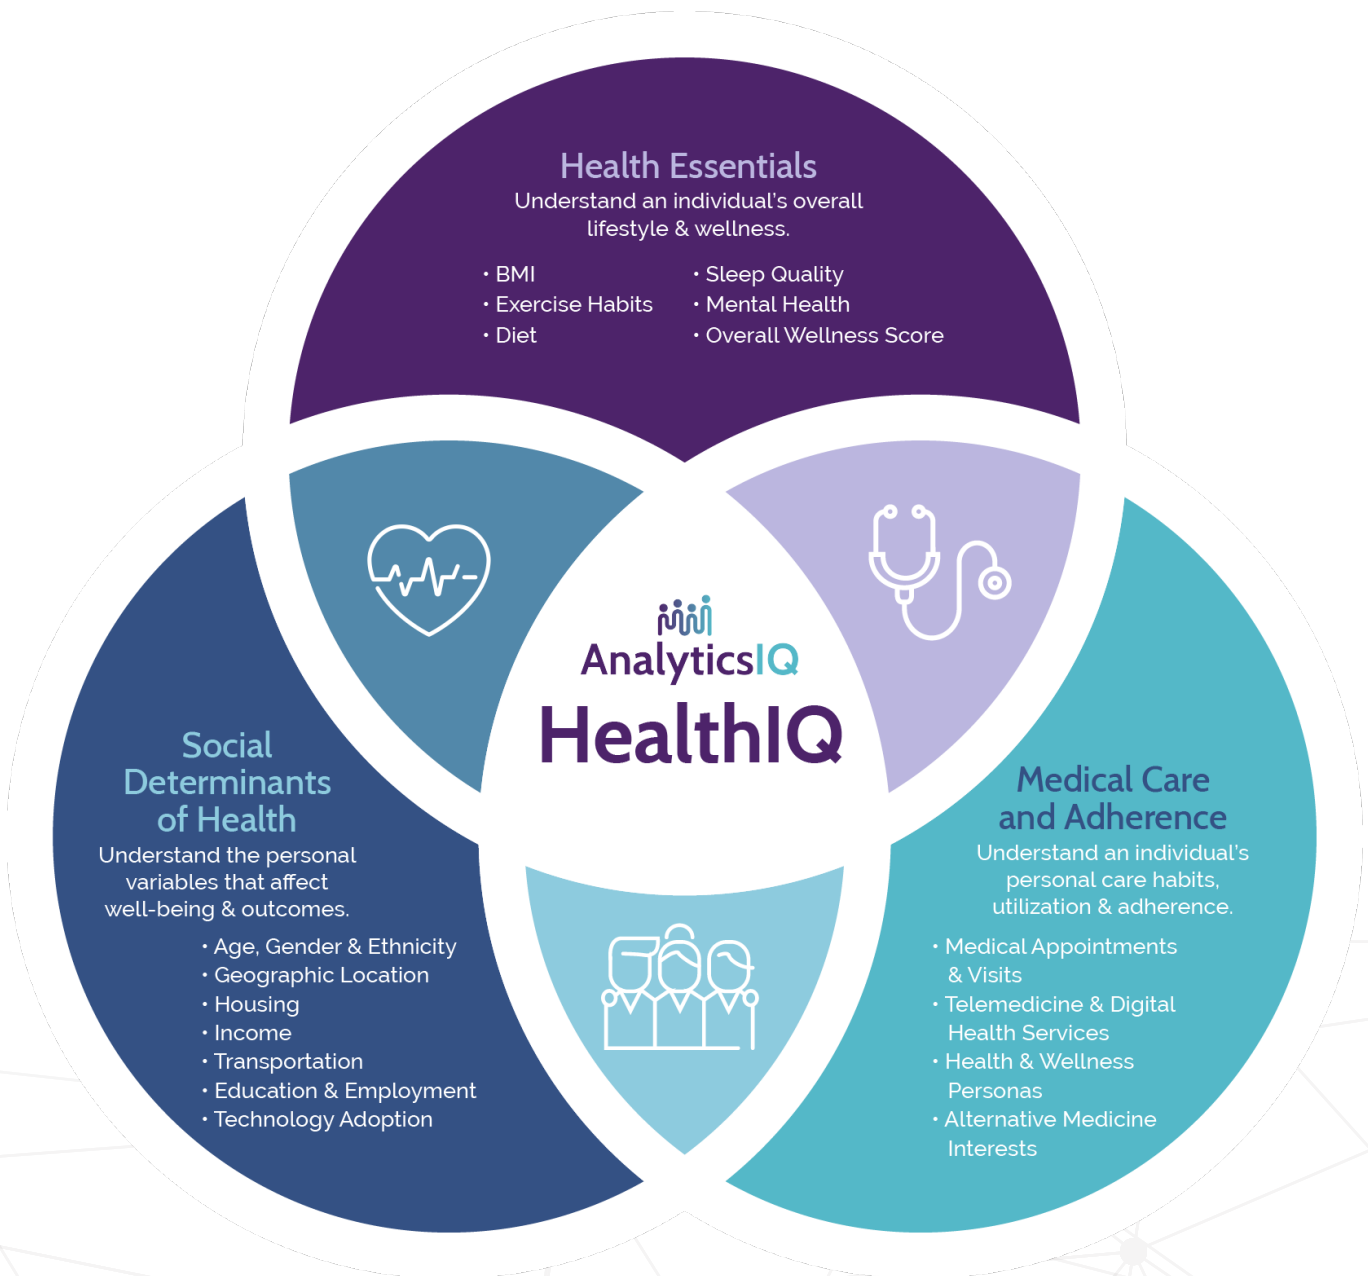 Health Essentials
Understand an individual's overall
lifestyle & wellness.
• BMI
• Exercise Habits
• Diet
• Sleep Quality
• Mental Health
• Overall Wellness Score
AnalyticsIQ
HealthIQ
Social
Determinants
of Health
Understand the personal
variables that affect
well-being & outcomes.
• Age, Gender & Ethnicity
• Geographic Location
• Housing
• Income
• Transportation
• Education & Employment
• Technology Adoption
Medical Care
and Adherence
Understand an individual's
personal care habits,
utilization & adherence.
• Medical Appointments
& Visits
• Telemedicine & Digital
Health Services
• Health & Wellness
Personas
• Alternative Medicine
Interests